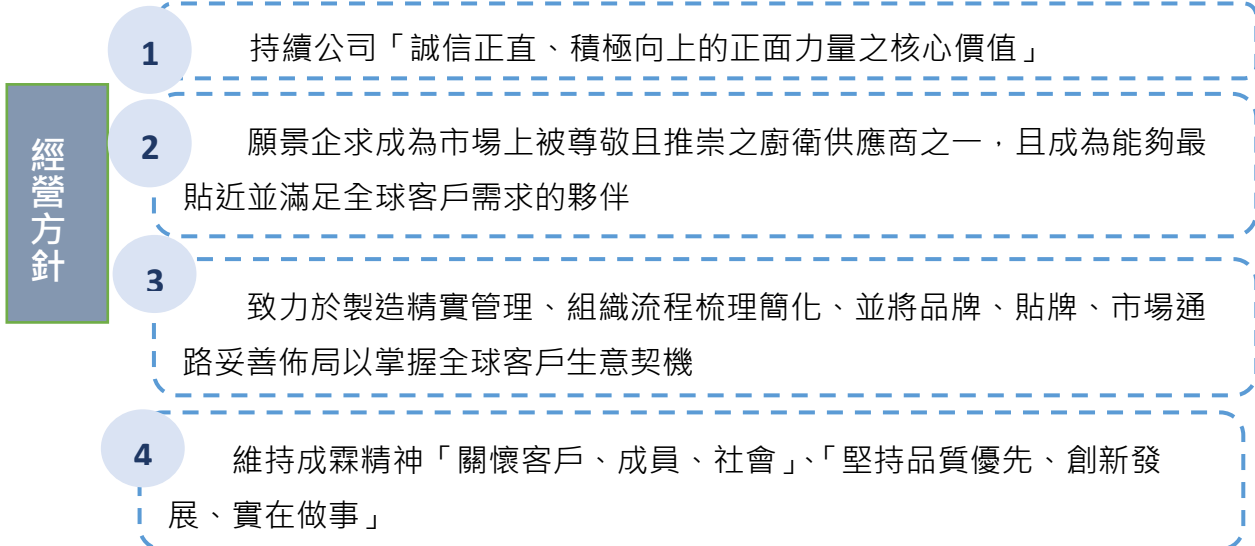 經營方針
1
持續公司「誠信正直、積極向上的正面力量之核心價值」
2
願景企求成為市場上被尊敬且推崇之廚衛供應商之一，且成為能夠最
貼近並滿足全球客戶需求的夥伴
3
致力於製造精實管理、組織流程梳理簡化、並將品牌、貼牌、市場通
路妥善佈局以掌握全球客戶生意契機
4
維持成霖精神「關懷客戶、成員、社會」、「堅持品質優先、創新發
展、實在做事」